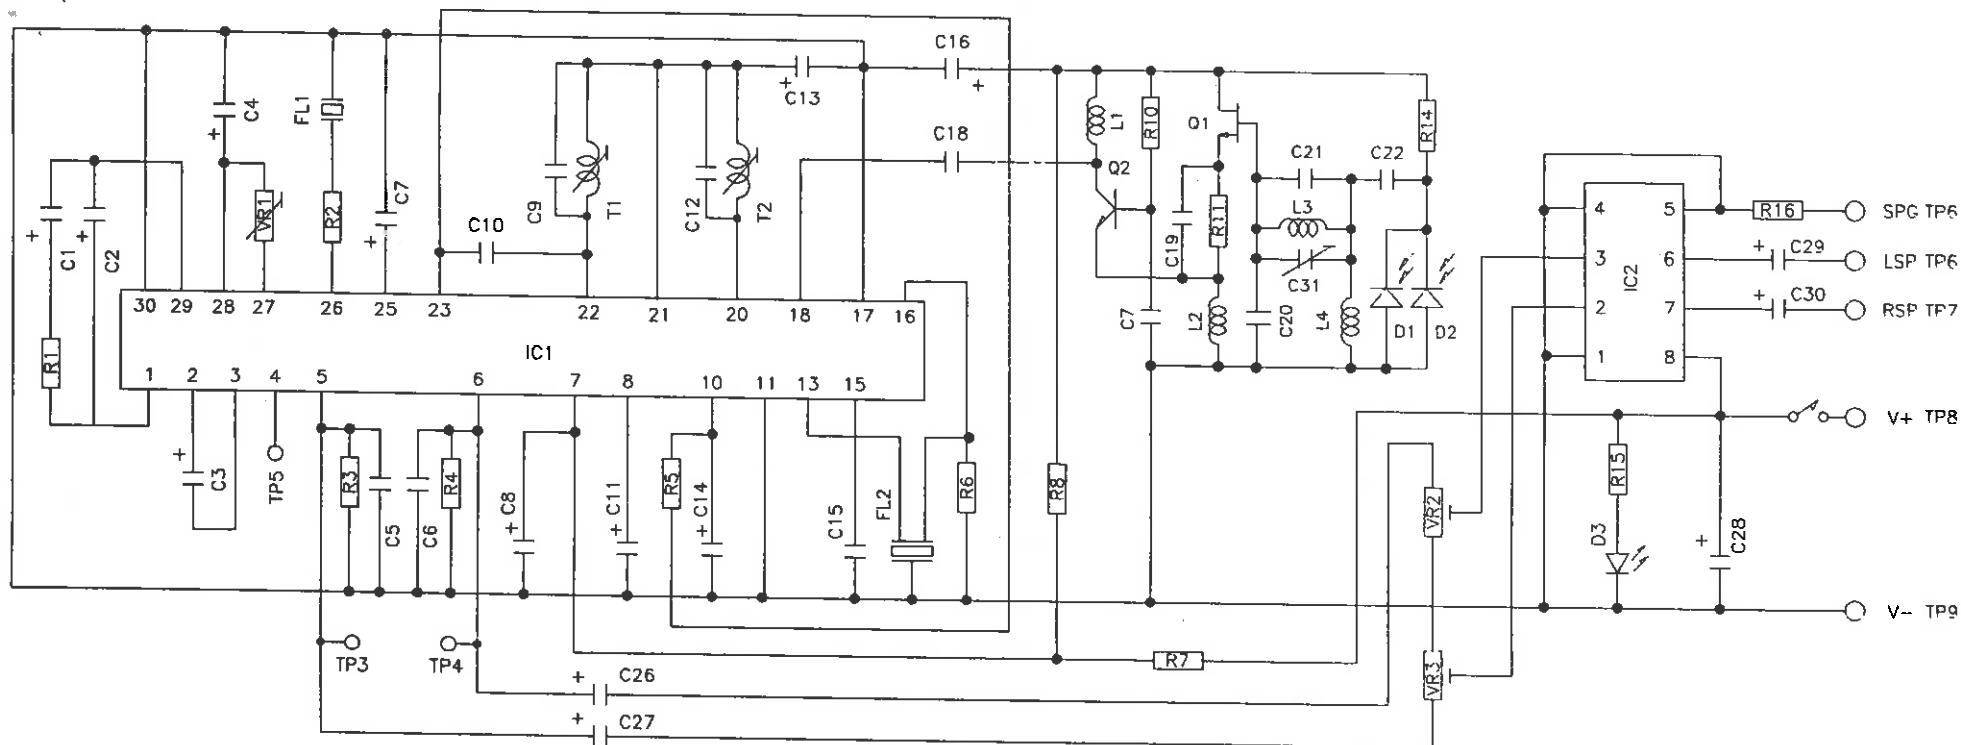 C16
C4
FL1
C13
L1
R10
Q1
R14
C18
C21
C22
Q2
C7
VR1
R2
C9
T1
C12
T2
C10
C19
R11
L3
C31
4
5
R16
SPG TP6
C1
C2
3
6
C29
LSP TP6
IC2
2
7
C30
RSP TP7
1
8
C7
L2
C20
L4
D1
D2
30
29
28
27
26
25
23
22
21
20
18
17
16
R1
IC1
1
2
3
4
5
6
7
8
10
11
13
15
V+ TP8
C3
TP5
R3
C5
C6
R4
C8
C11
R5
C14
C15
FL2
R6
R8
VR2
R15
D3
C28
V- TP9
TP3
TP4
R7
C26
VR3
C27